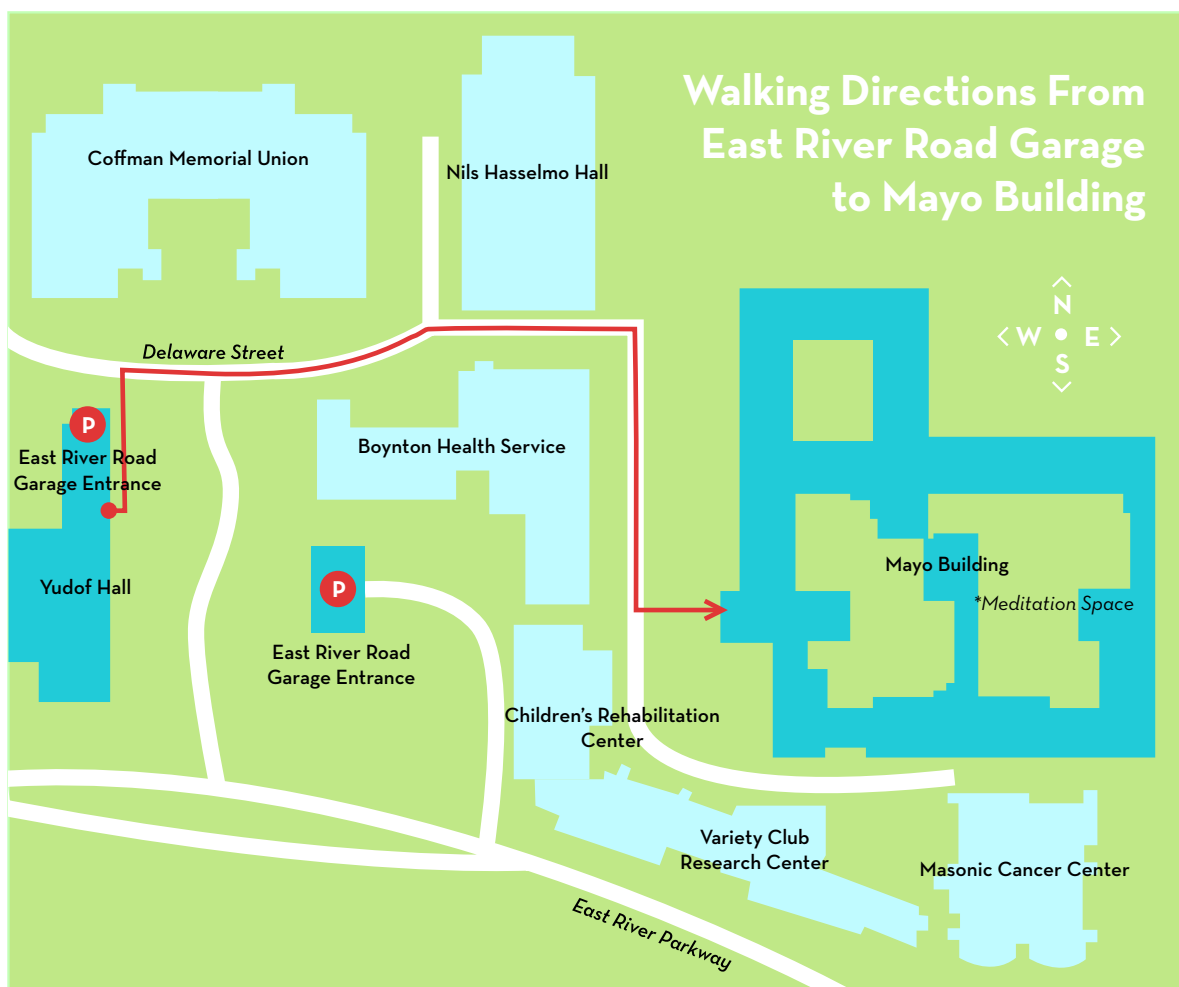 Walking Directions From
East River Road Garage
to Mayo Building
Coffman Memorial Union
Nils Hasselmo Hall
N
W
E
S
Delaware Street
P
East River Road
Garage Entrance
Boynton Health Service
Yudof Hall
P
East River Road
Garage Entrance
Mayo Building
*Meditation Space
Children’s Rehabilitation
Center
Variety Club
Research Center
Masonic Cancer Center
East River Parkway